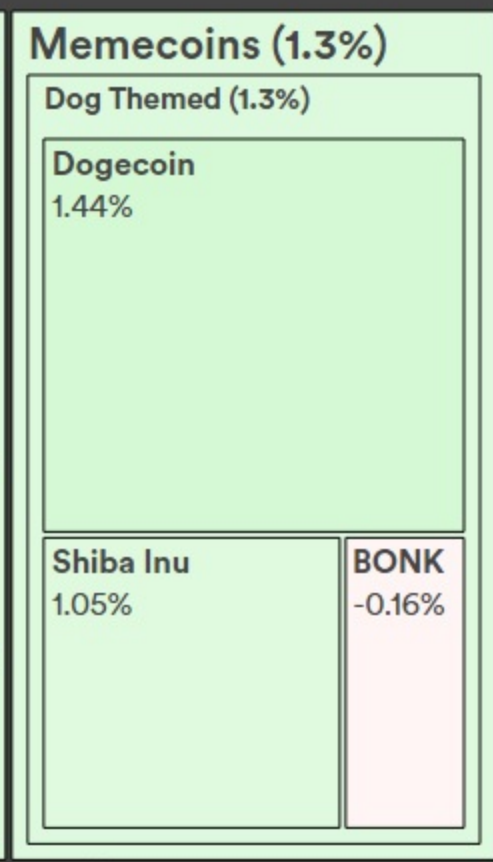 Memecoins (1.3%)
Dog Themed (1.3%)
Dogecoin
1.44%
Shiba Inu
1.05%
BONK
-0.16%